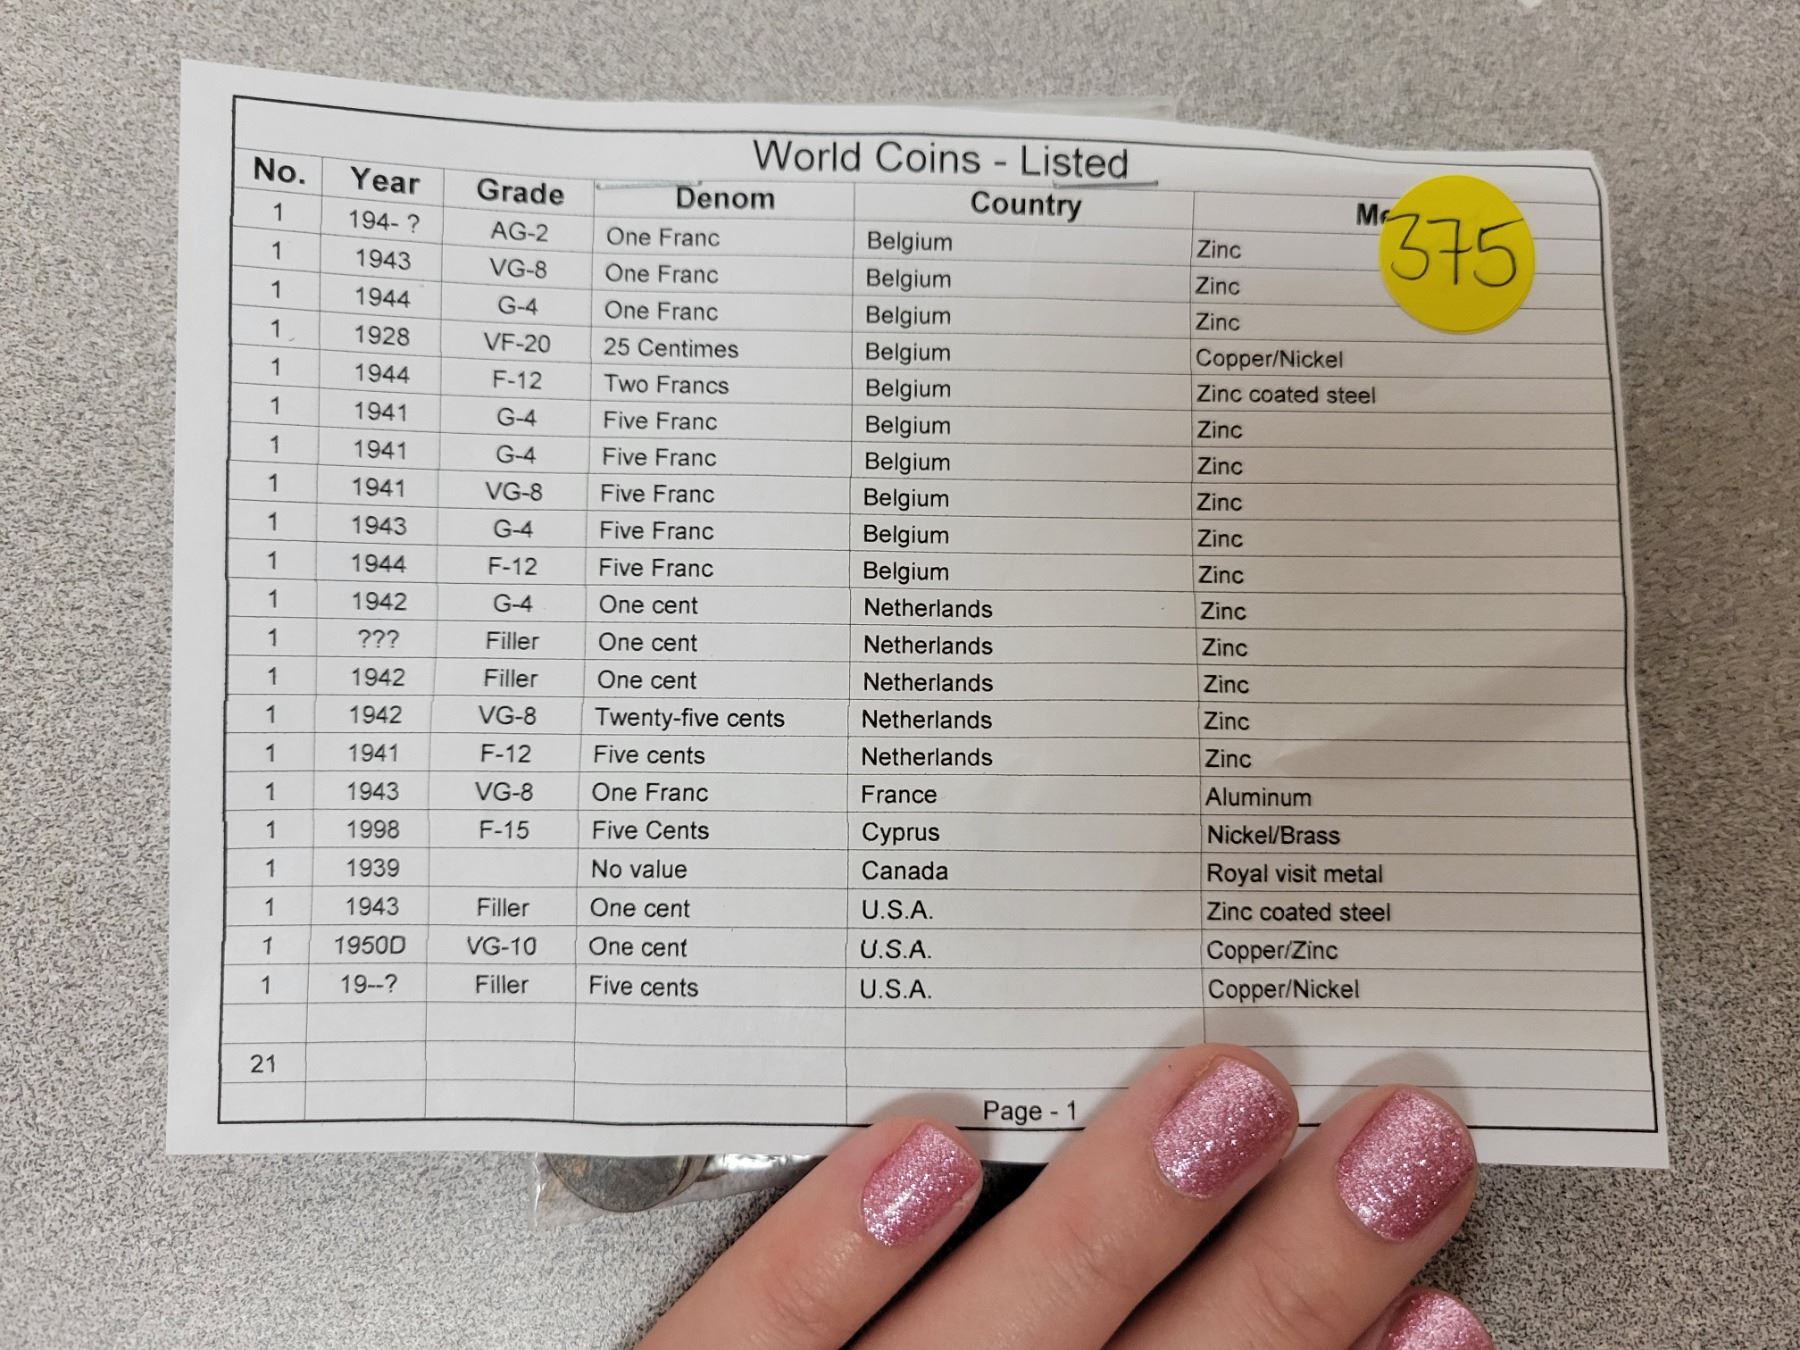 World Coins - Listed
No. Year Grade Denom Country
375
1 194- ? AG-2 One Franc Belgium Zinc
1 1943 VG-8 One Franc Belgium Zinc
1 1944 G-4 One Franc Belgium Zinc
1 1928 VF-20 25 Centimes Belgium Copper/Nickel
1 1944 F-12 Two Francs Belgium Zinc coated steel
1 1941 G-4 Five Franc Belgium Zinc
1 1941 G-4 Five Franc Belgium Zinc
1 1941 VG-8 Five Franc Belgium Zinc
1 1943 G-4 Five Franc Belgium Zinc
1 1944 F-12 Five Franc Belgium Zinc
1 1942 G-4 One cent Netherlands Zinc
1 ??? Filler One cent Netherlands Zinc
1 1942 Filler One cent Netherlands Zinc
1 1942 VG-8 Twenty-five cents Netherlands Zinc
1 1941 F-12 Five cents Netherlands Zinc
1 1943 VG-8 One Franc France Aluminum
1 1998 F-15 Five Cents Cyprus Nickel/Brass
1 1939 No value Canada Royal visit metal
1 1943 Filler One cent U.S.A. Zinc coated steel
1 1950D VG-10 One cent U.S.A. Copper/Zinc
1 19--? Filler Five cents U.S.A. Copper/Nickel
21
Page - 1